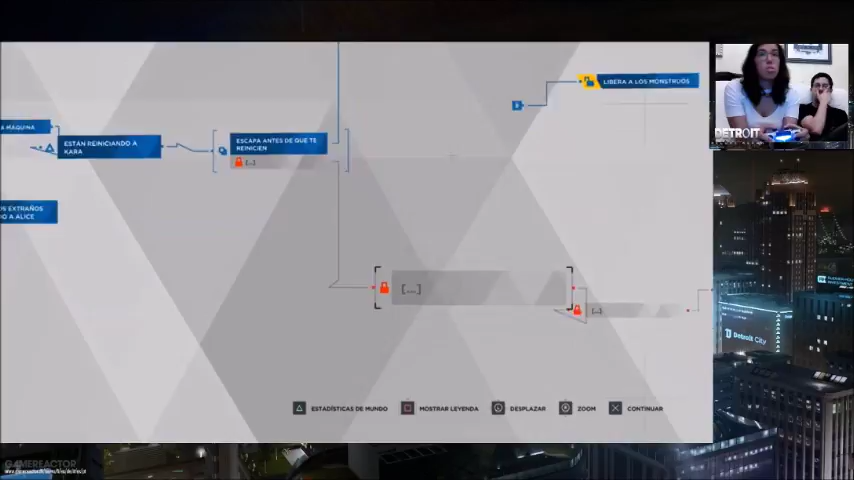 LIBERA A LOS MONSTRUOS
A MÁQUINA
ESTÁN REINICIANDO A
KARA
ESCAPA ANTES DE QUE TE
REINICIEN
[...]
OS EXTRAÑOS
O A ALICE
[...]
[...]
ESTADÍSTICAS DE MUNDO
MOSTRAR LEYENDA
DESPLAZAR
ZOOM
CONTINUAR
DETROIT
Detroit City
GAMEREACTOR